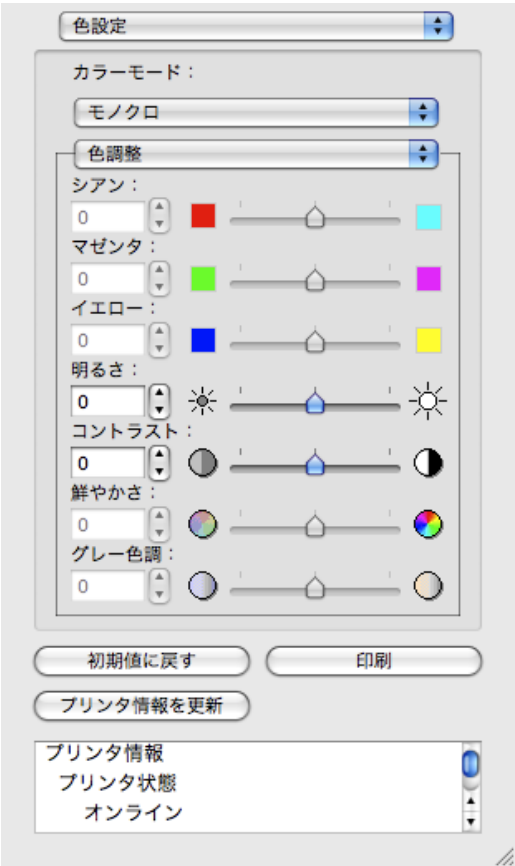 色設定
カラーモード：
モノクロ
色調整
シアン：
0
マゼンタ：
0
イエロー：
0
明るさ：
0
コントラスト：
0
鮮やかさ：
0
グレー色調：
0
初期値に戻す
印刷
プリンタ情報を更新
プリンタ情報
プリンタ状態
オンライン